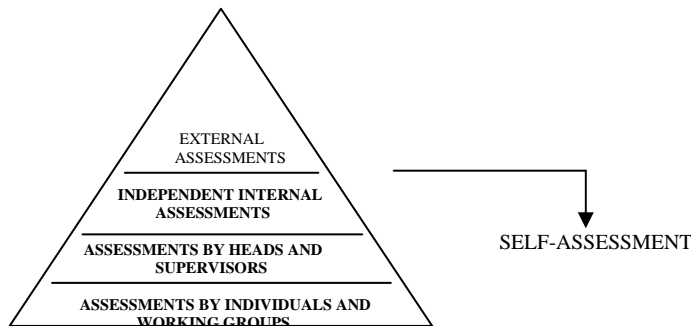 EXTERNAL
ASSESSMENTS
INDEPENDENT INTERNAL
ASSESSMENTS
ASSESSMENTS BY HEADS AND
SUPERVISORS
ASSESSMENTS BY INDIVIDUALS AND
WORKING GROUPS
SELF-ASSESSMENT